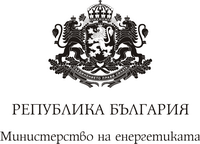 РЕПУБЛИКА БЪЛГАРИЯ
Министерство на енергетиката